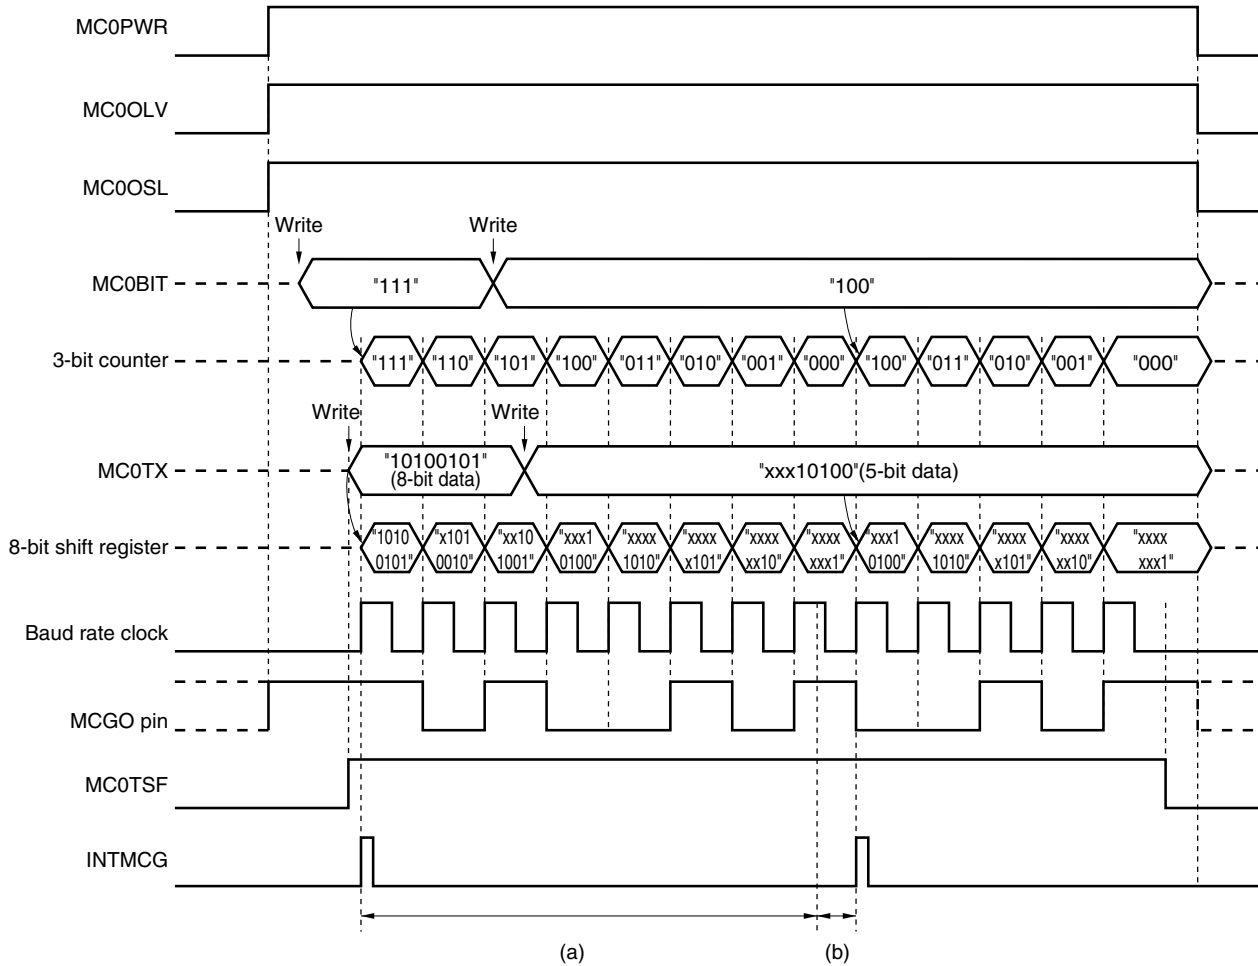 MC0PWR
MC0OLV
MC0OSL
Write Write
MC0BIT "111" "100"
3-bit counter "111" "110" "101" "100" "011" "010" "001" "000" "100" "011" "010" "001" "000"
Write Write
MC0TX "10100101" "xxx10100"(5-bit data)
(8-bit data)
8-bit shift register "1010 "x101 "xx10 "xxx1 "xxxx "xxxx "xxxx "xxxx "xxx1 "xxxx "xxxx "xxxx "xxxx
0101" 0010" 1001" 0100" 1010" x101" xx10" xxx1" 0100" 1010" x101" xx10" xxx1"
Baud rate clock
MCGO pin
MC0TSF
INTMCG
(a) (b)